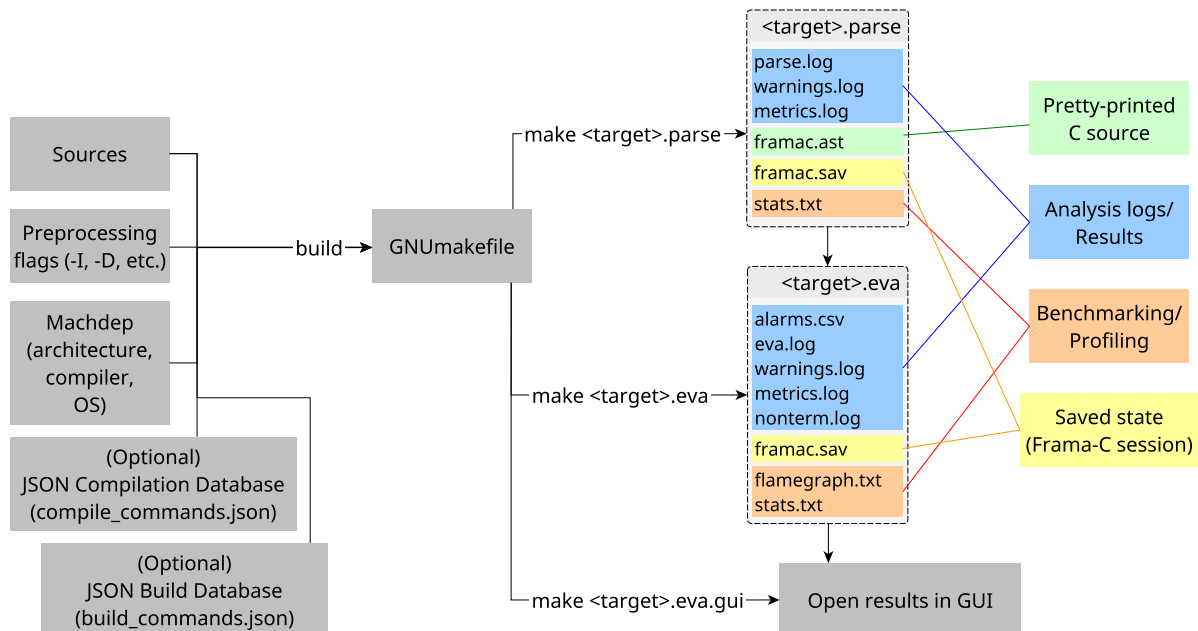 Sources
Preprocessing
flags (-I, -D, etc.)
Machdep
(architecture,
compiler,
OS)
(Optional)
JSON Compilation Database
(compile_commands.json)
(Optional)
JSON Build Database
(build_commands.json)
build
GNUmakefile
make <target>.parse
make <target>.eva
make <target>.eva.gui
<target>.parse
parse.log
warnings.log
metrics.log
framac.ast
framac.sav
stats.txt
<target>.eva
alarms.csv
eva.log
warnings.log
metrics.log
nonterm.log
framac.sav
flamegraph.txt
stats.txt
Open results in GUI
Pretty-printed
C source
Analysis logs/
Results
Benchmarking/
Profiling
Saved state
(Frama-C session)